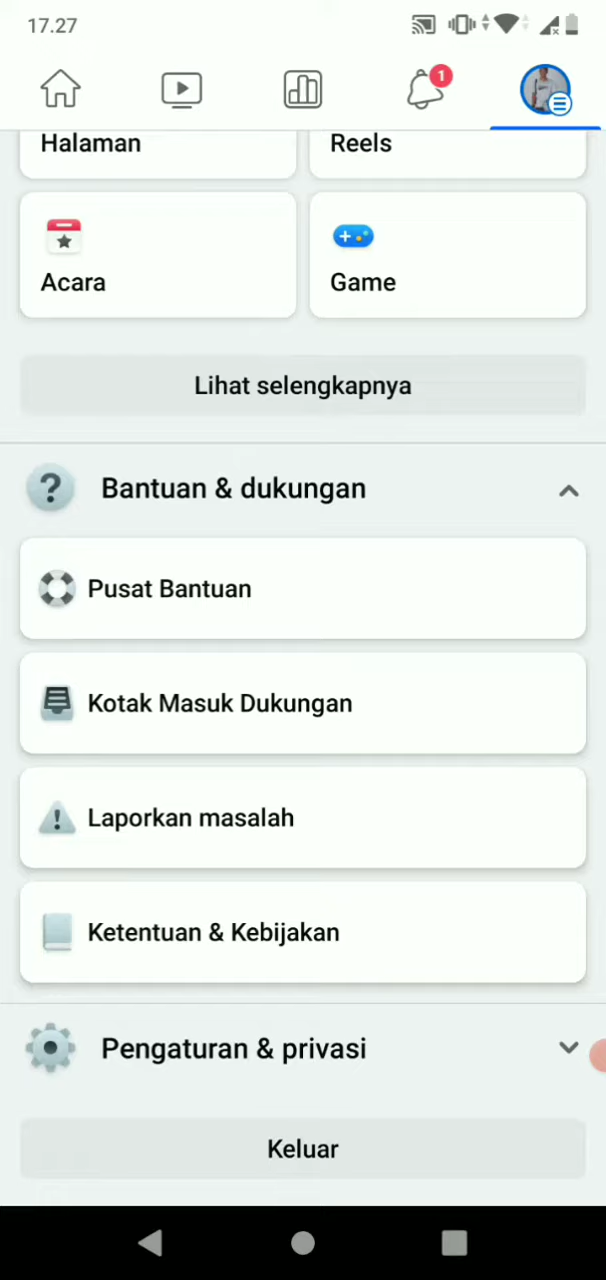 17.27
1
Halaman
Reels
Acara
Game
Lihat selengkapnya
Bantuan & dukungan
Pusat Bantuan
Kotak Masuk Dukungan
Laporkan masalah
Ketentuan & Kebijakan
Pengaturan & privasi
Keluar